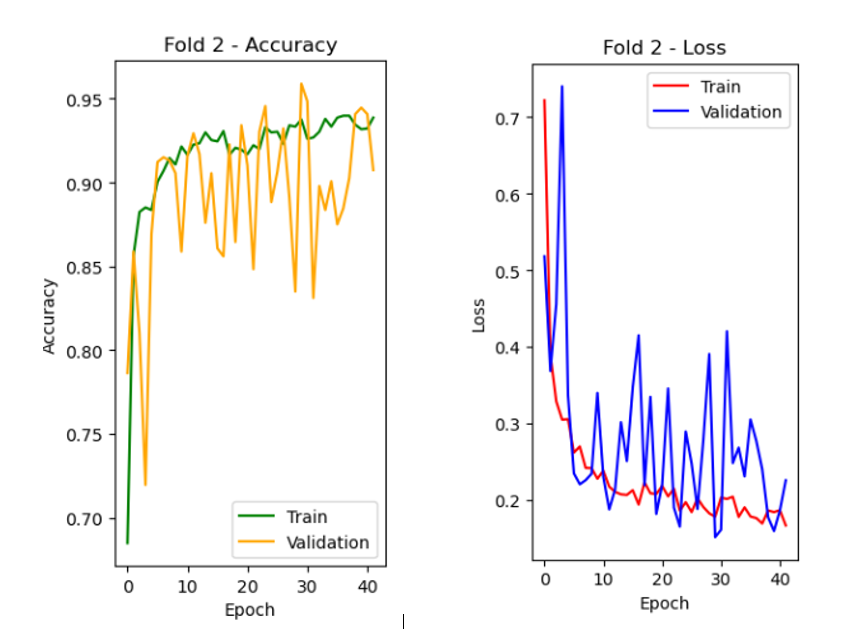 Fold 2 - Accuracy
Accuracy
0.95
0.90
0.85
0.80
0.75
0.70
Train
Validation
0 10 20 30 40
Epoch
Fold 2 - Loss
Loss
0.7
0.6
0.5
0.4
0.3
0.2
Train
Validation
0 10 20 30 40
Epoch